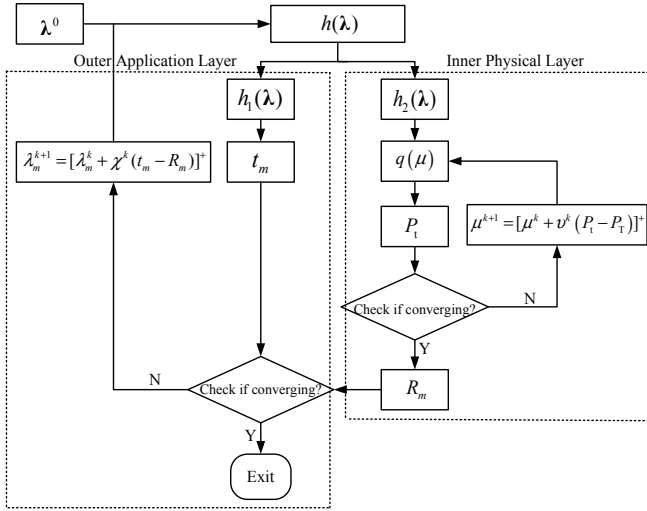 λ⁰
h(λ)
Outer Application Layer
Inner Physical Layer
h₁(λ)
h₂(λ)
λₘᵏ⁺¹=[λₘᵏ+χᵏ(tₘ−Rₘ)]⁺
tₘ
q(μ)
Pₜ
μᵏ⁺¹=[μᵏ+υᵏ(Pₜ−P_T)]⁺
Check if converging?
N
Y
Check if converging?
N
Rₘ
Y
Exit